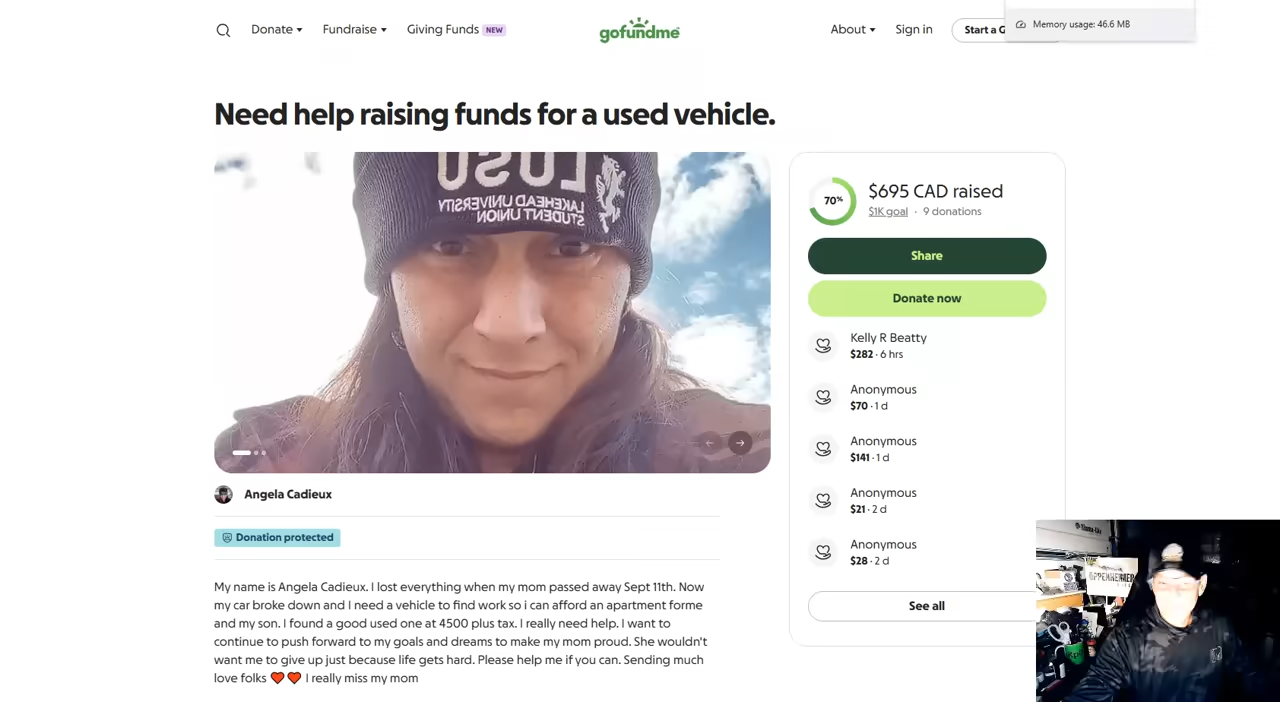 Donate
Fundraise
Giving Funds NEW
gofundme
About
Sign in
Start a G
Memory usage: 46.6 MB
Need help raising funds for a used vehicle.
LUSU
LAKEHEAD UNIVERSITY
STUDENT UNION
Angela Cadieux
Donation protected
My name is Angela Cadieux. I lost everything when my mom passed away Sept 11th. Now
my car broke down and I need a vehicle to find work so i can afford an apartment forme
and my son. I found a good used one at 4500 plus tax. I really need help. I want to
continue to push forward to my goals and dreams to make my mom proud. She wouldn't
want me to give up just because life gets hard. Please help me if you can. Sending much
love folks ❤️ ❤️ I really miss my mom
70%
$695 CAD raised
$1K goal · 9 donations
Share
Donate now
Kelly R Beatty
$282 · 6 hrs
Anonymous
$70 · 1 d
Anonymous
$141 · 1 d
Anonymous
$21 · 2 d
Anonymous
$28 · 2 d
See all
OPPENHEIMER